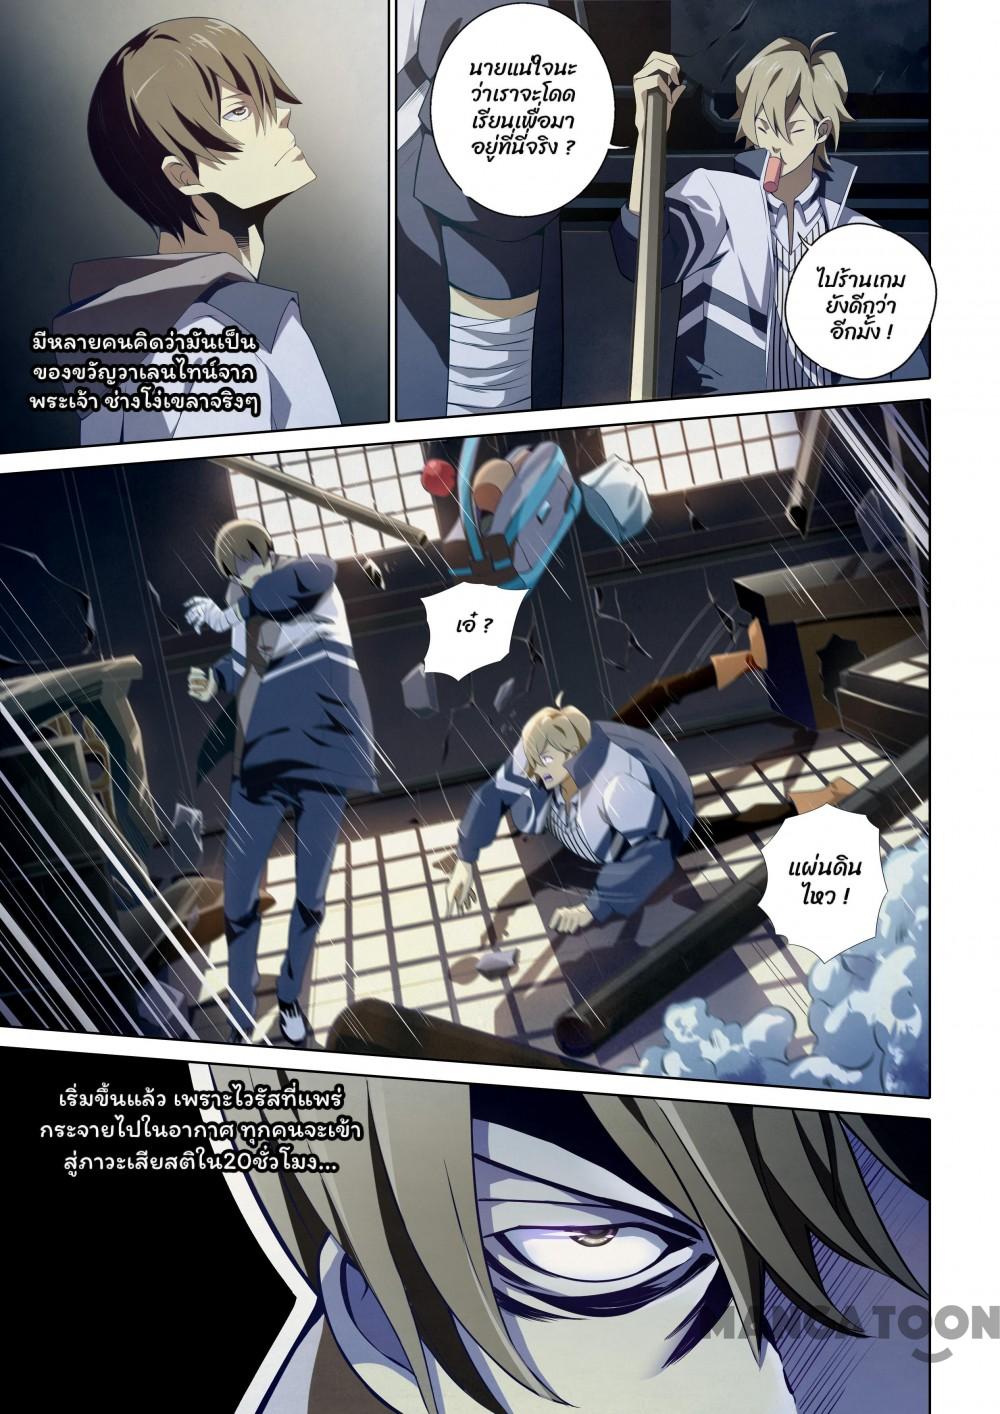 นายแน่ใจนะ
ว่าเราจะโดด
เรียนเพื่อมา
อยู่ที่นี่จริง ?
ไปร้านเกม
ยังดีกว่า
อีกมั้ง !
มีหลายคนคิดว่ามันเป็น
ของขวัญวาเลนไทน์จาก
พระเจ้า ช่างโง่เขลาจริงๆ
เอ๋ ?
แผ่นดิน
ไหว !
เริ่มขึ้นแล้ว เพราะไวรัสที่แพร่
กระจายไปในอากาศ ทุกคนจะเข้า
สู่ภาวะเสียสติใน20ชั่วโมง...
MANGATOON